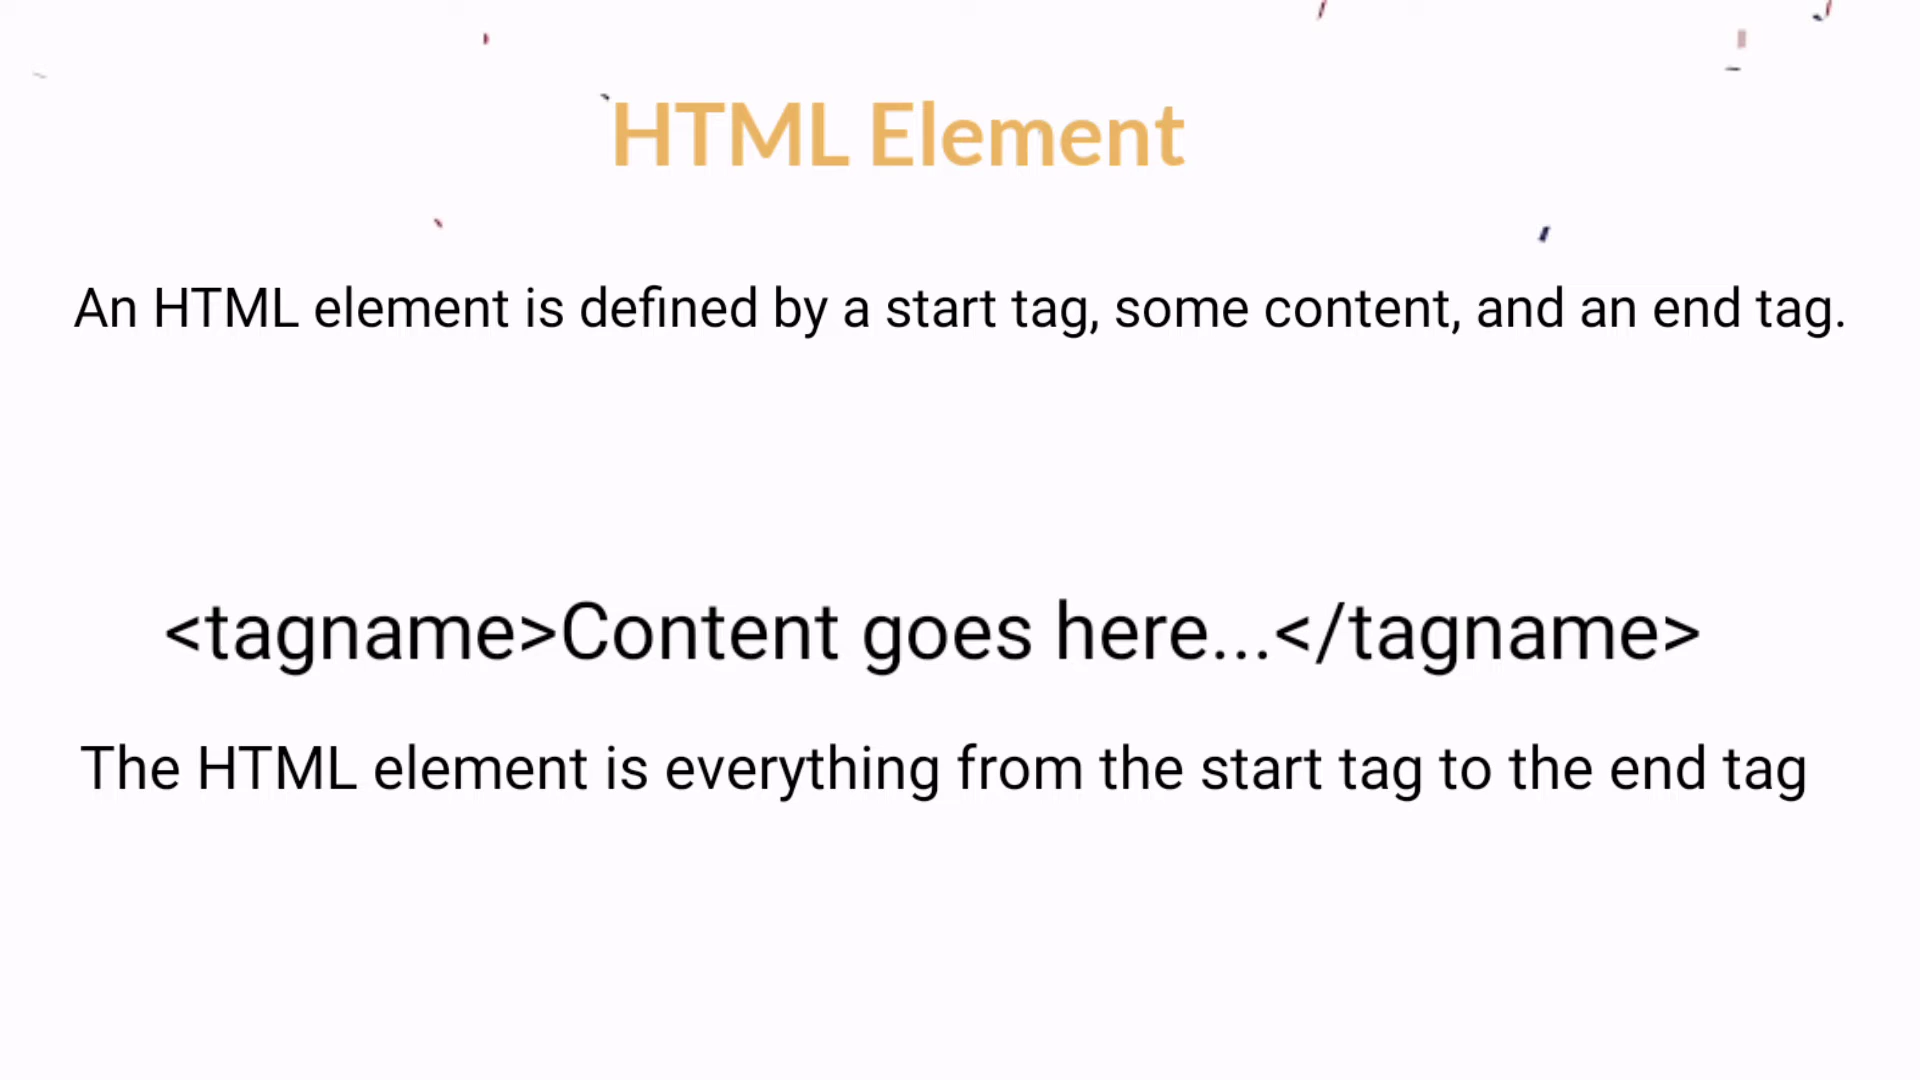 HTML Element
An HTML element is defined by a start tag, some content, and an end tag.
<tagname>Content goes here...</tagname>
The HTML element is everything from the start tag to the end tag